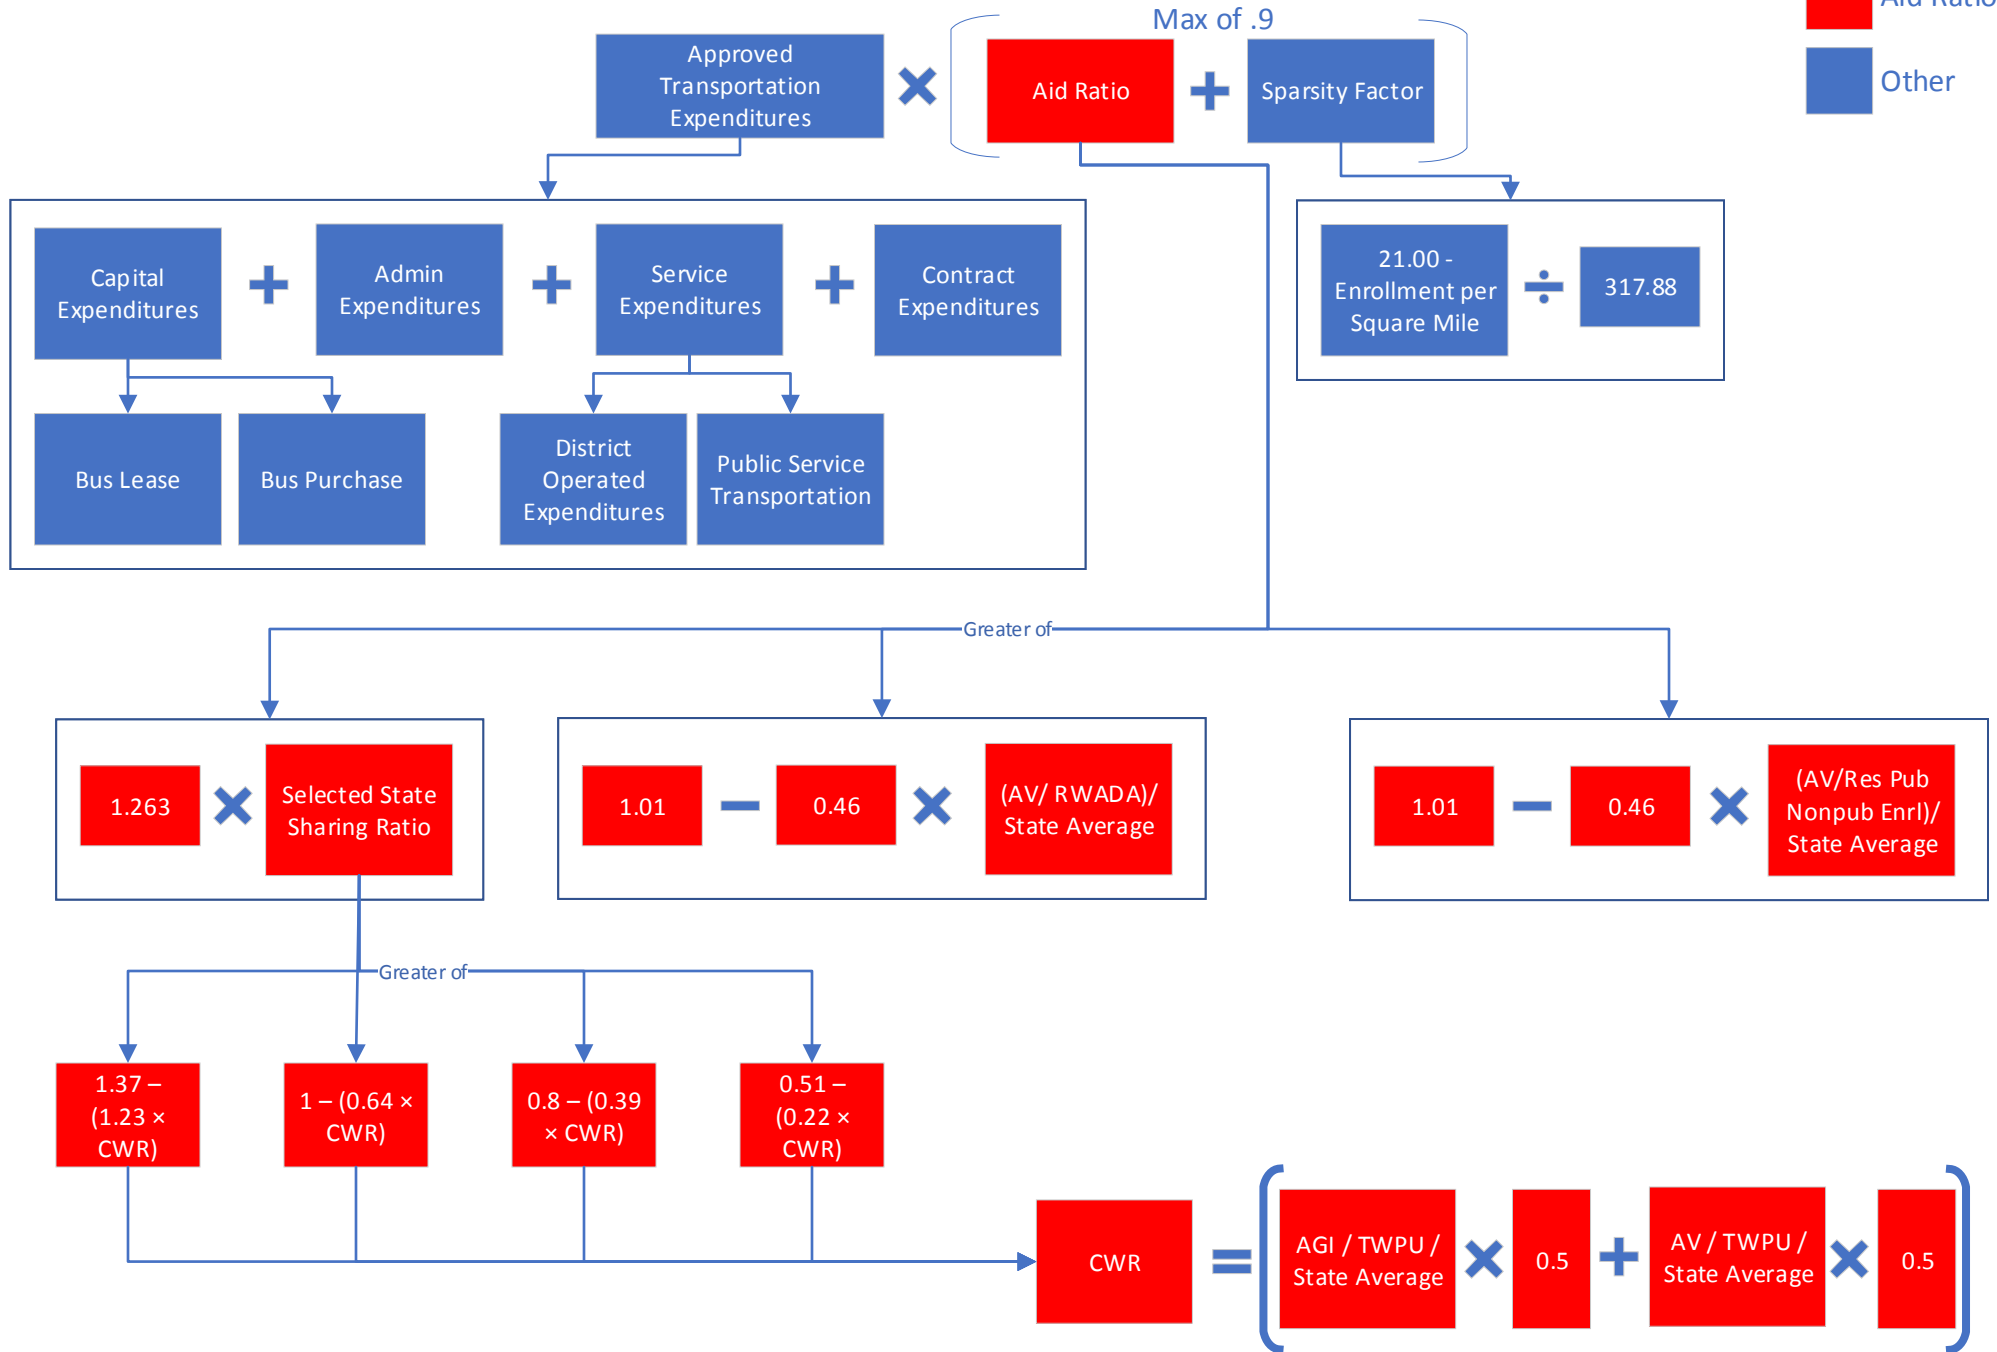 Max of .9
Aid Ratio
Other
Approved
Transportation
Expenditures
Aid Ratio
Sparsity Factor
Capital
Expenditures
Admin
Expenditures
Service
Expenditures
Contract
Expenditures
21.00 -
Enrollment per
Square Mile
317.88
Bus Lease
Bus Purchase
District
Operated
Expenditures
Public Service
Transportation
Greater of
1.263
Selected State
Sharing Ratio
1.01
0.46
(AV/ RWADA)/
State Average
1.01
0.46
(AV/Res Pub
Nonpub Enrl)/
State Average
Greater of
1.37 –
(1.23 ×
CWR)
1 – (0.64 ×
CWR)
0.8 – (0.39
× CWR)
0.51 –
(0.22 ×
CWR)
CWR
AGI / TWPU /
State Average
0.5
AV / TWPU /
State Average
0.5